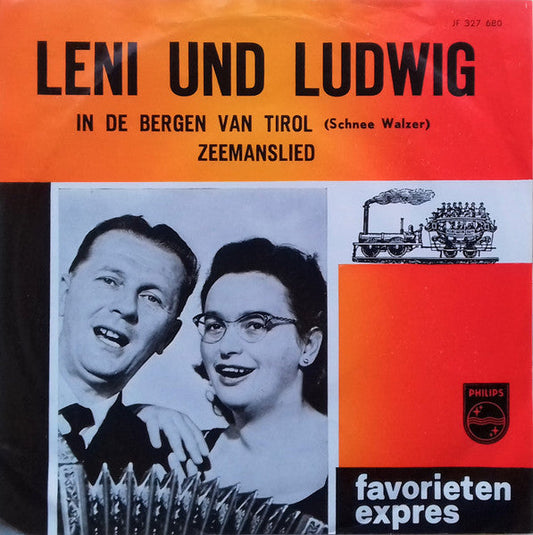 JF 327 680
LENI UND LUDWIG
IN DE BERGEN VAN TIROL (Schnee Walzer)
ZEEMANSLIED
PHILIPS
favorieten
expres